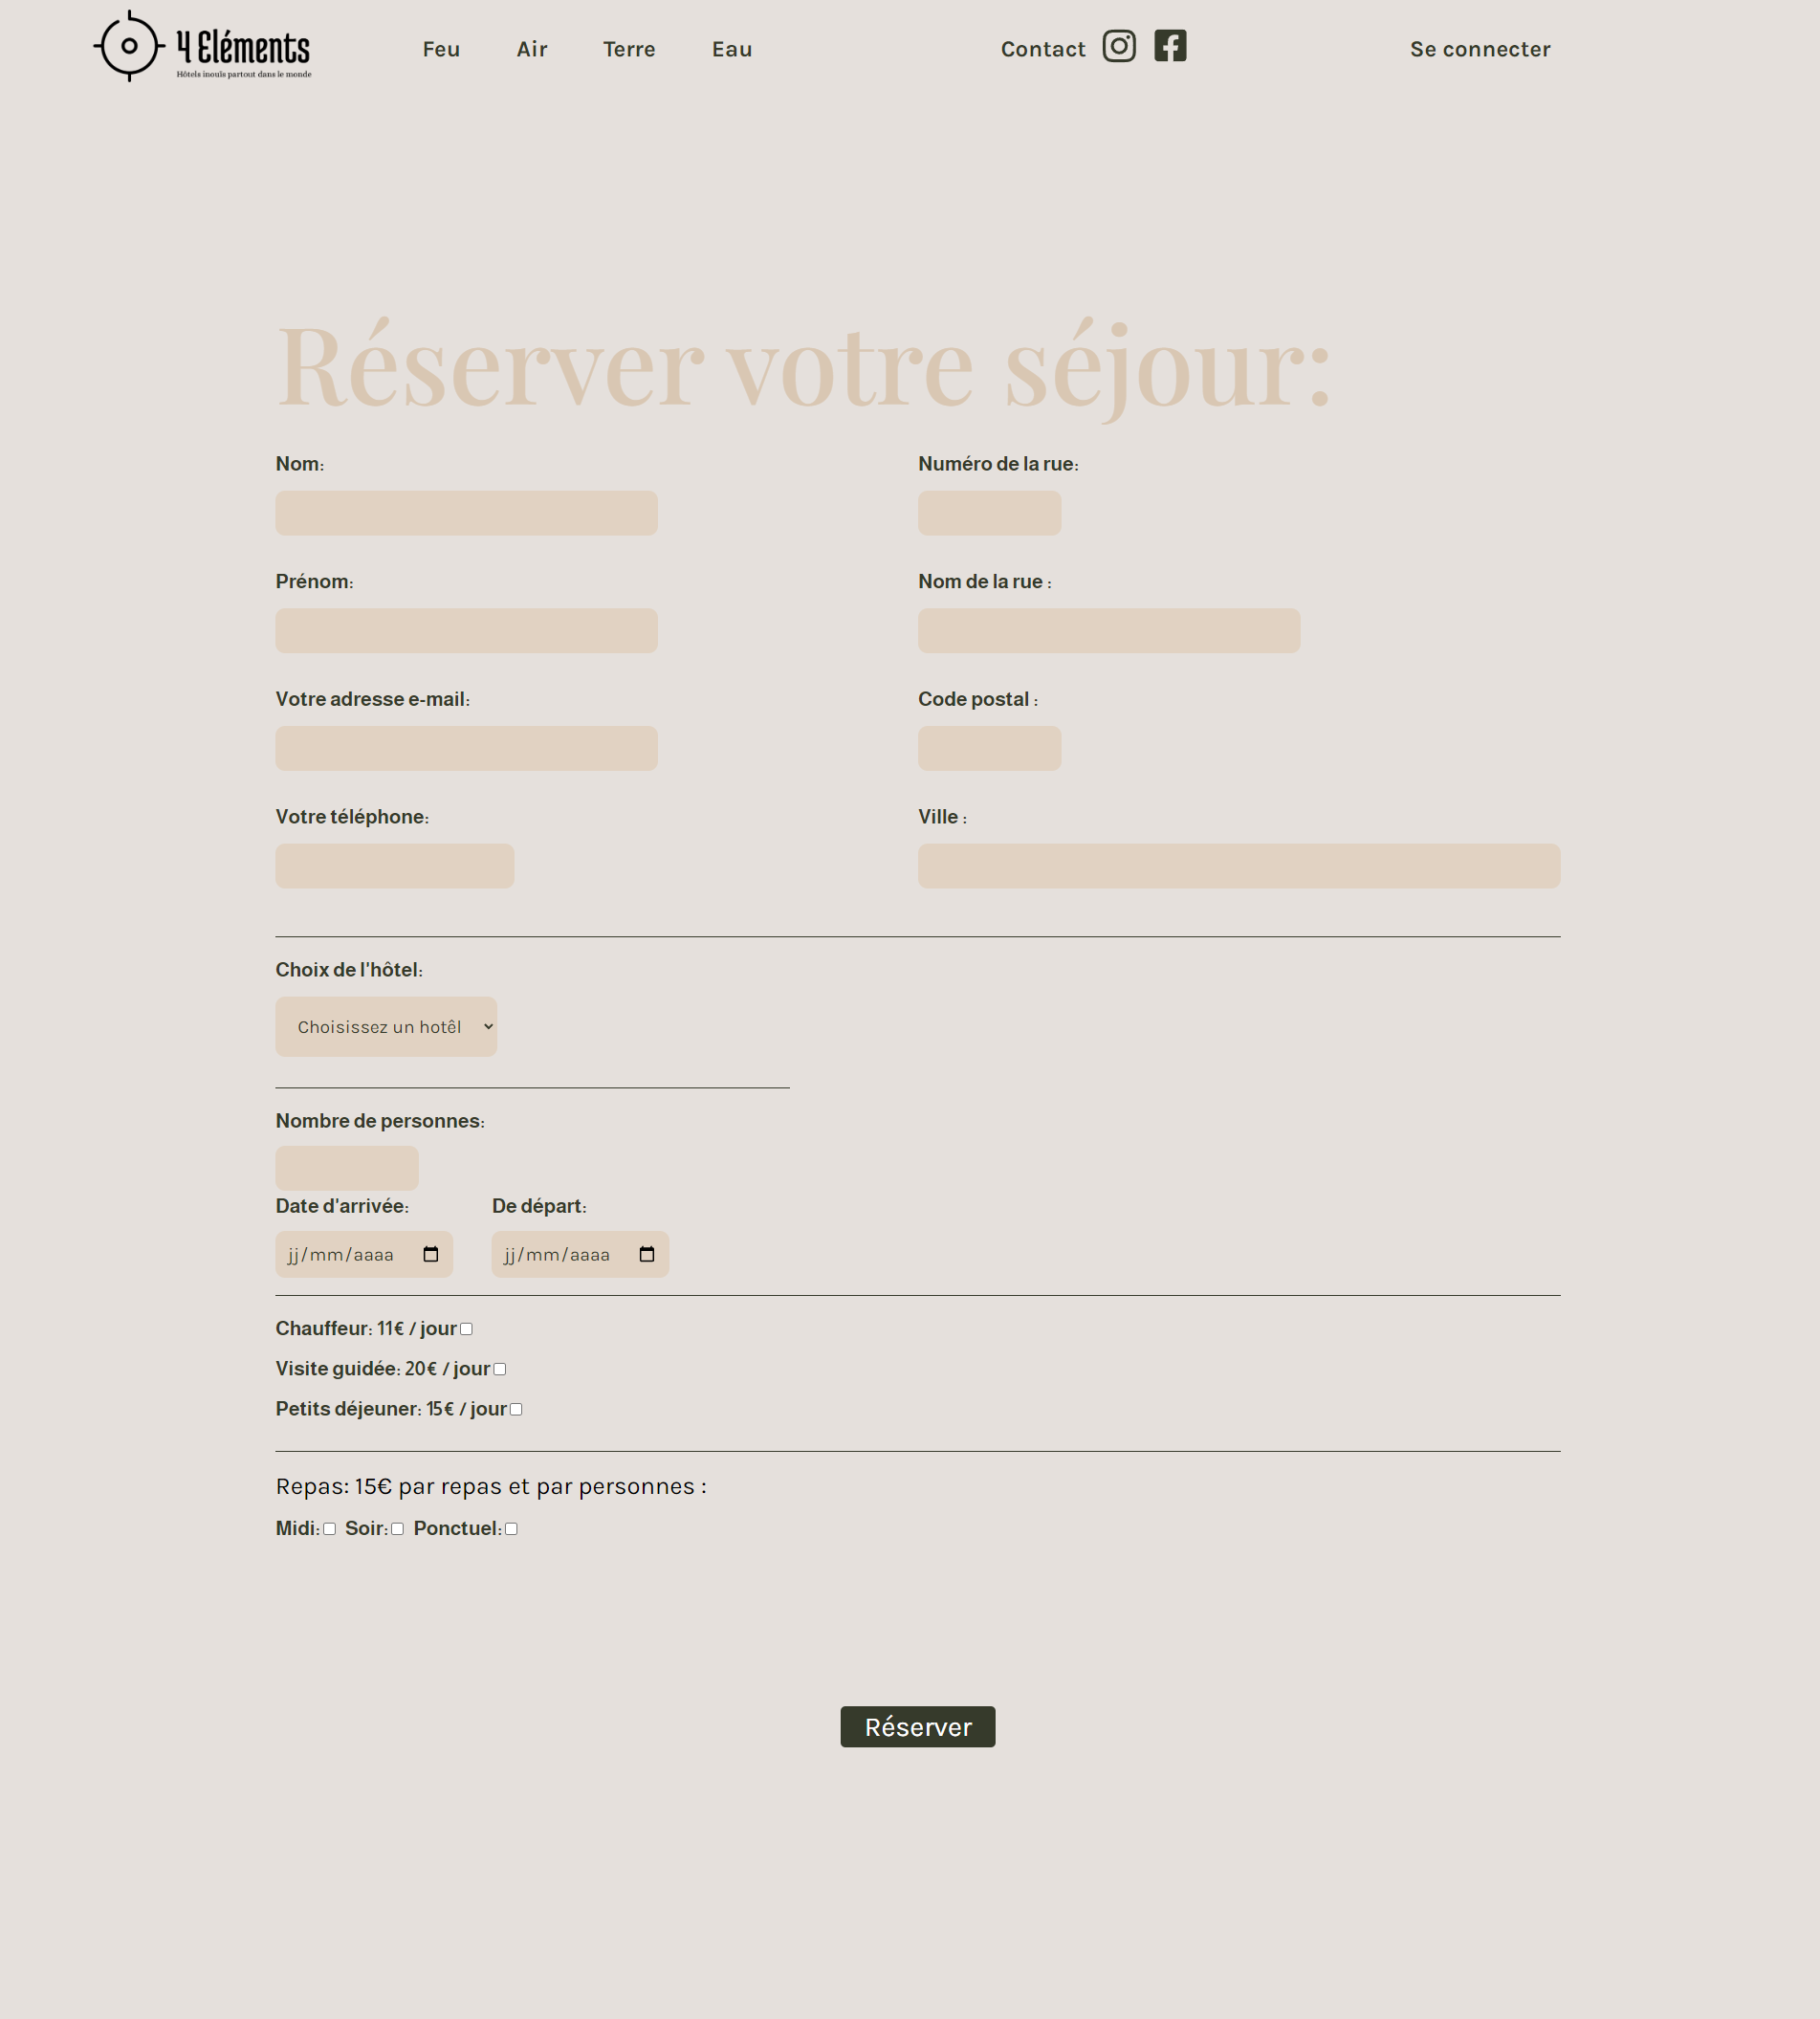 4 Eléments
Hôtels inouïs partout dans le monde
Feu Air Terre Eau Contact Se connecter
Réserver votre séjour:
Nom: Numéro de la rue:
Prénom: Nom de la rue :
Votre adresse e-mail: Code postal :
Votre téléphone: Ville :
Choix de l'hôtel:
Choisissez un hotêl
Nombre de personnes:
Date d'arrivée: De départ:
jj/mm/aaaa jj/mm/aaaa
Chauffeur: 11€ / jour
Visite guidée: 20€ / jour
Petits déjeuner: 15€ / jour
Repas: 15€ par repas et par personnes :
Midi: Soir: Ponctuel:
Réserver